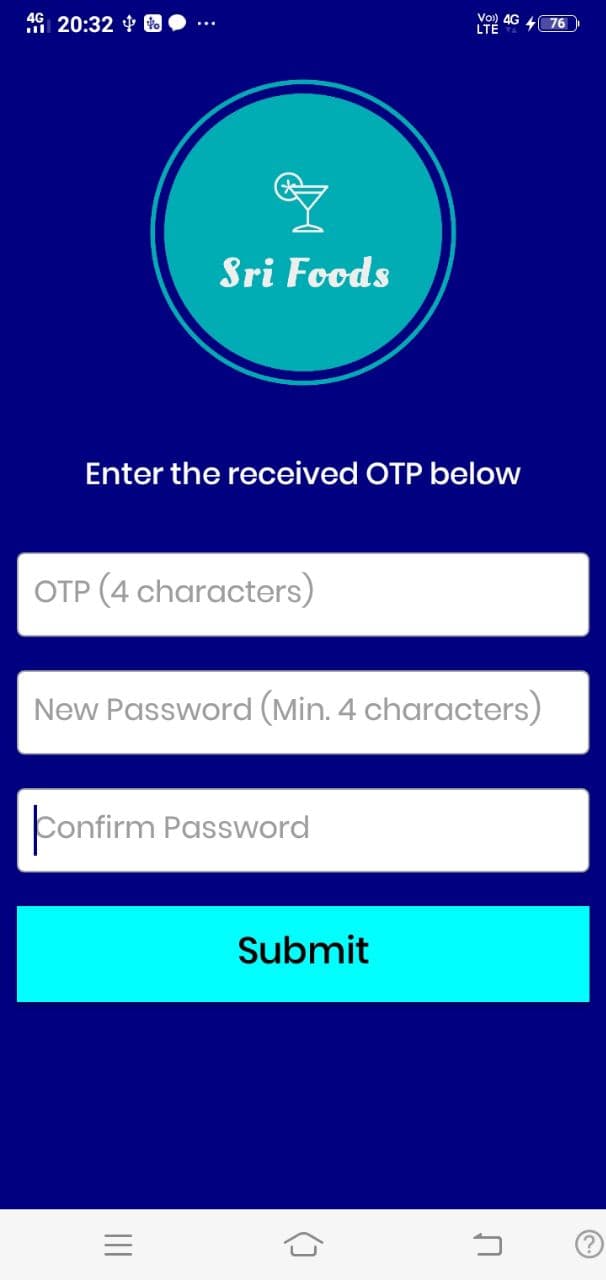 4G 20:32 ... Vo)) LTE 4G 76
Sri Foods
Enter the received OTP below
OTP (4 characters)
New Password (Min. 4 characters)
Confirm Password
Submit